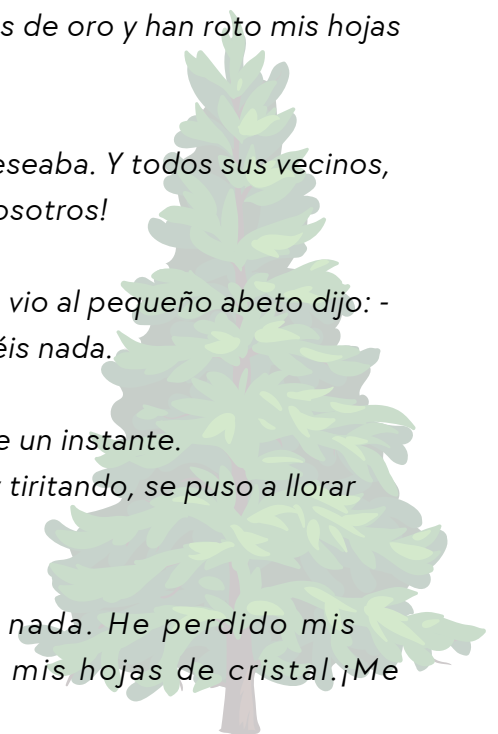 s de oro y han roto mis hojas
eseaba. Y todos sus vecinos,
osotros!
vio al pequeño abeto dijo: -
éis nada.
e un instante.
tiritando, se puso a llorar
nada. He perdido mis
mis hojas de cristal.¡Me